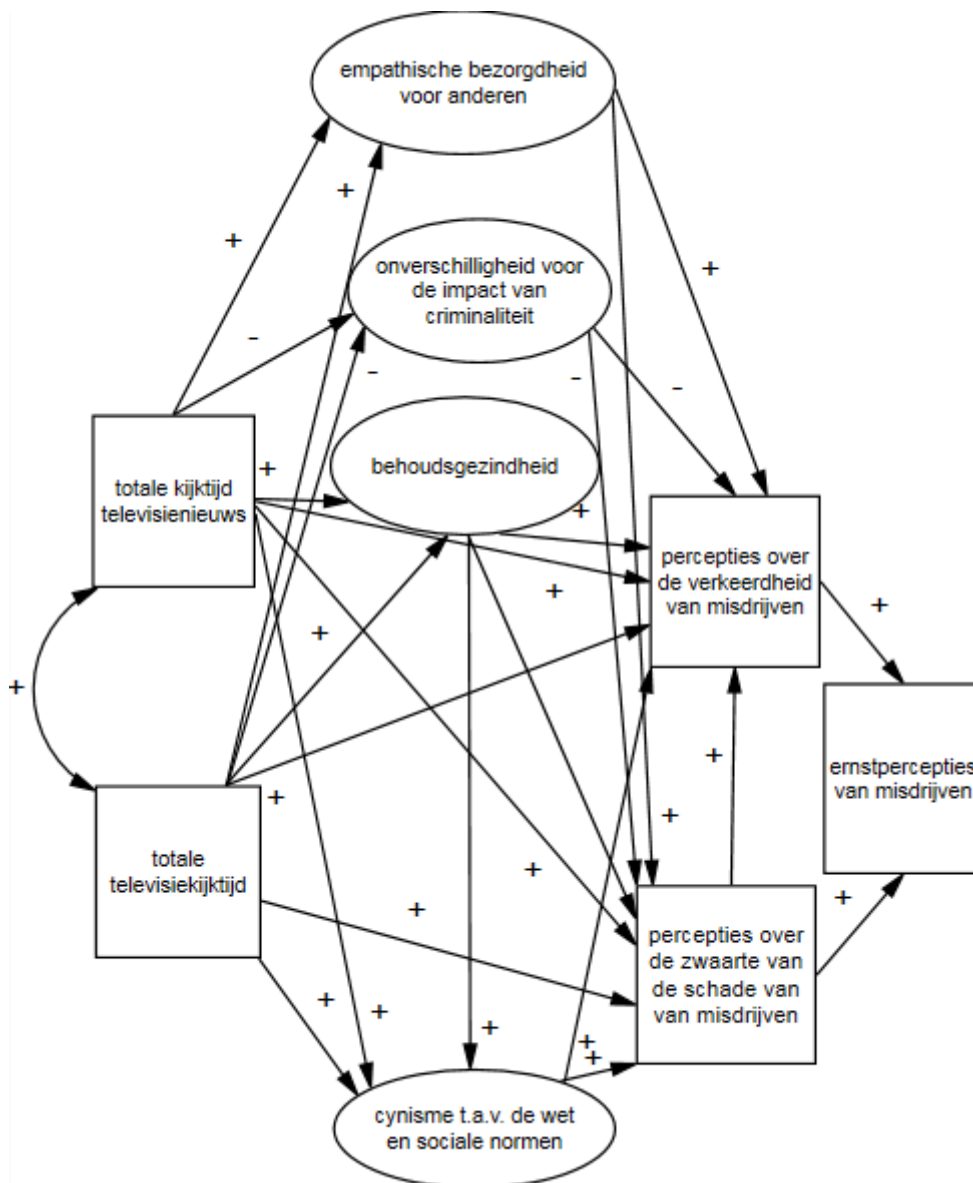 empathische bezorgdheid
voor anderen
+
+
+
onverschilligheid voor
de impact van
criminaliteit
-
-
-
-
behoudsgezindheid
totale kijktijd
televisienieuws
+
+
percepties over
de verkeerdheid
van misdrijven
+
+
+
+
ernstpercepties
van misdrijven
+
+
+
totale
televisiekijktijd
+
+
+
percepties over
de zwaarte van
de schade van
van misdrijven
+
+
+
+
+
cynisme t.a.v. de wet
en sociale normen